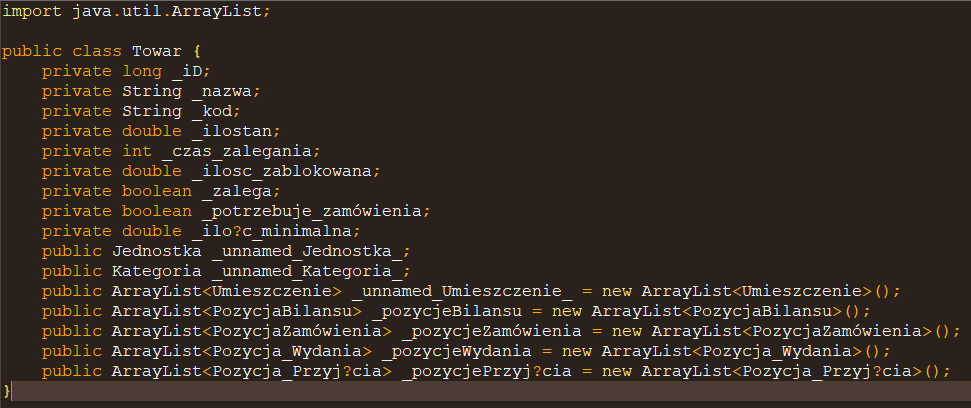 import java.util.ArrayList;

public class Towar {
    private long _iD;
    private String _nazwa;
    private String _kod;
    private double _ilostan;
    private int _czas_zalegania;
    private double _ilosc_zablokowana;
    private boolean _zalega;
    private boolean _potrzebuje_zamówienia;
    private double _ilo?c_minimalna;
    public Jednostka _unnamed_Jednostka_;
    public Kategoria _unnamed_Kategoria_;
    public ArrayList<Umieszczenie> _unnamed_Umieszczenie_ = new ArrayList<Umieszczenie>();
    public ArrayList<PozycjaBilansu> _pozycjeBilansu = new ArrayList<PozycjaBilansu>();
    public ArrayList<PozycjaZamówienia> _pozycjeZamówienia = new ArrayList<PozycjaZamówienia>();
    public ArrayList<Pozycja_Wydania> _pozycjeWydania = new ArrayList<Pozycja_Wydania>();
    public ArrayList<Pozycja_Przyj?cia> _pozycjePrzyj?cia = new ArrayList<Pozycja_Przyj?cia>();
}